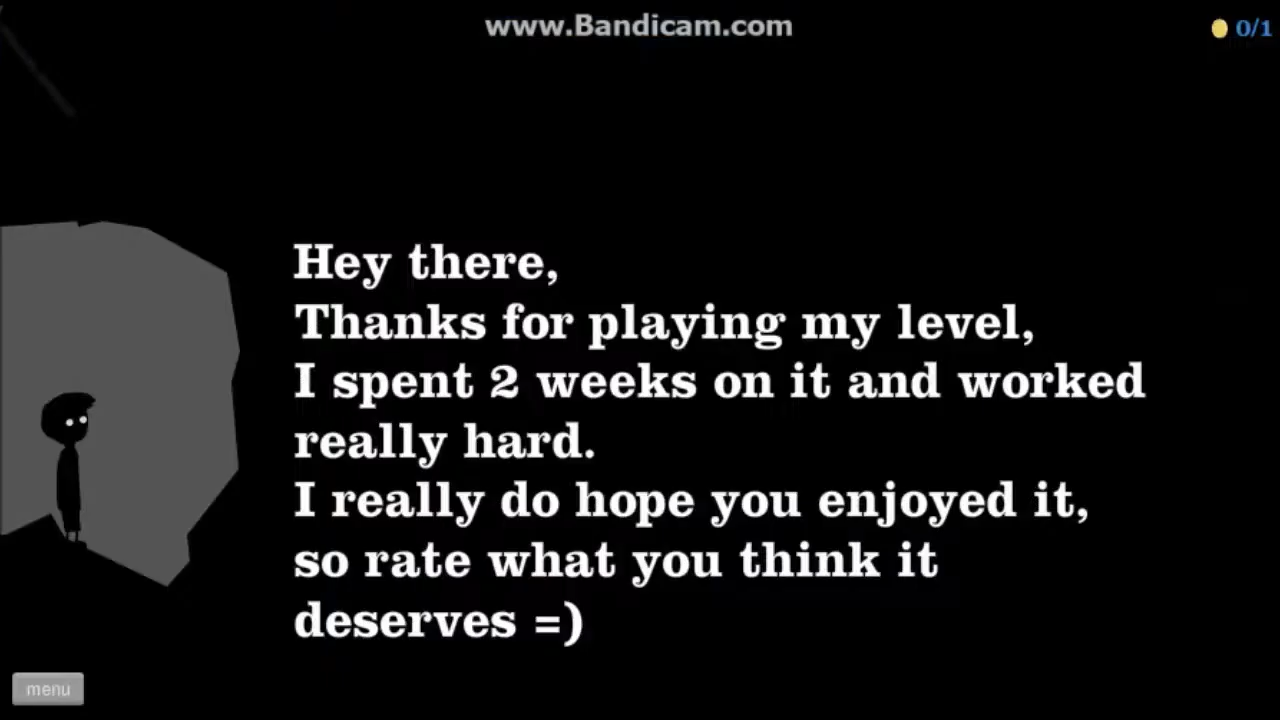 www.Bandicam.com
0/1
Hey there,
Thanks for playing my level,
I spent 2 weeks on it and worked
really hard.
I really do hope you enjoyed it,
so rate what you think it
deserves =)
menu